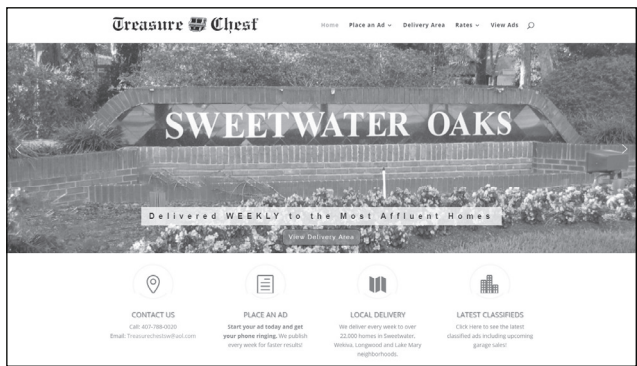 Treasure Chest
Home Place an Ad Delivery Area Rates View Ads
SWEETWATER OAKS
Delivered WEEKLY to the Most Affluent Homes
View Delivery Area
CONTACT US
Call: 407-788-0020
Email: Treasurechestsw@aol.com
PLACE AN AD
Start your ad today and get
your phone ringing. We publish
every week for faster results!
LOCAL DELIVERY
We deliver every week to over
22,000 homes in Sweetwater,
Wekiva, Longwood and Lake Mary
neighborhoods.
LATEST CLASSIFIEDS
Click Here to see the latest
classified ads including upcoming
garage sales!